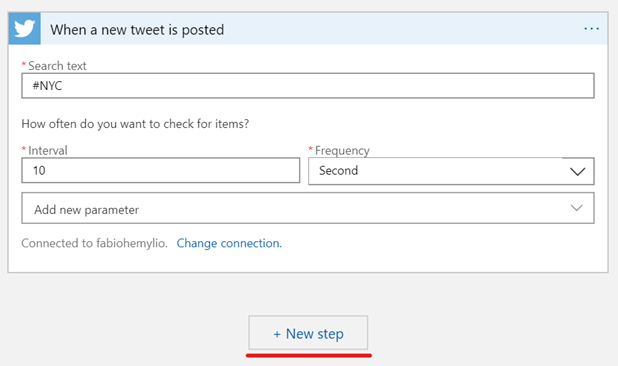 When a new tweet is posted
* Search text
#NYC
How often do you want to check for items?
* Interval
* Frequency
10
Second
Add new parameter
Connected to fabiohemylio. Change connection.
+ New step